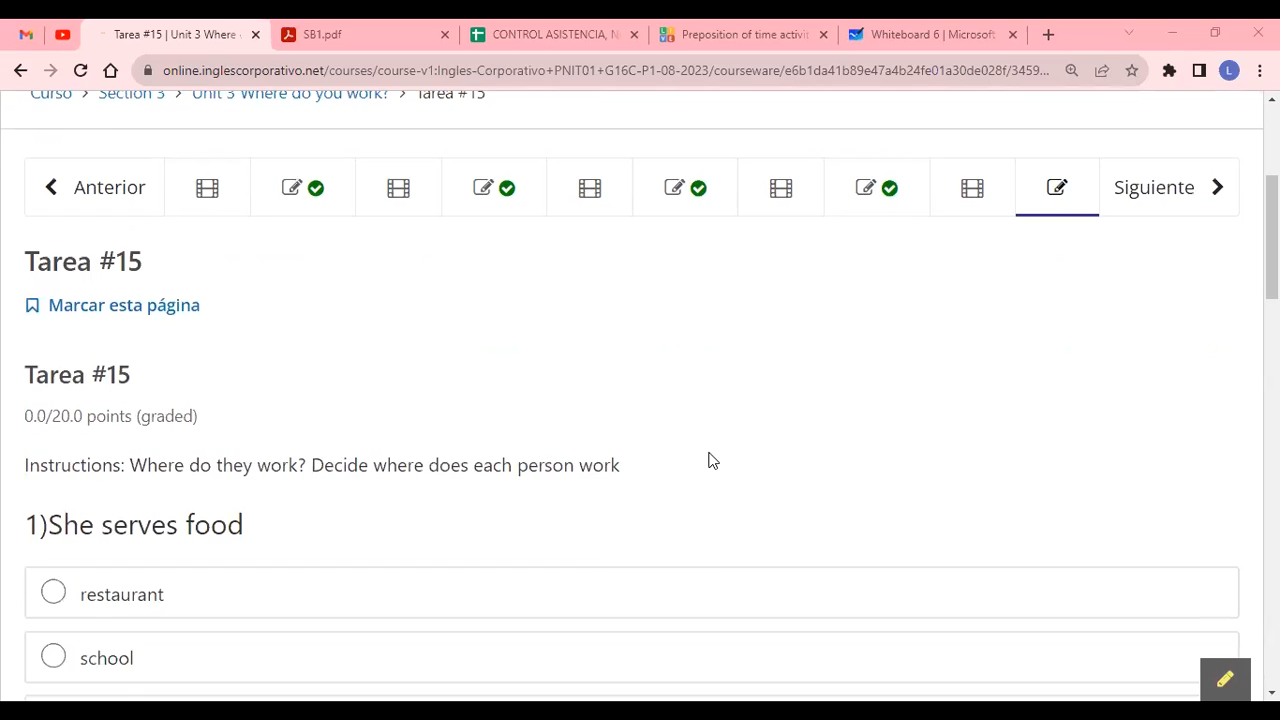 Tarea #15 | Unit 3 Where
SB1.pdf
CONTROL ASISTENCIA, N
Preposition of time activit
Whiteboard 6 | Microsoft
online.inglescorporativo.net/courses/course-v1:Ingles-Corporativo+PNIT01+G16C-P1-08-2023/courseware/e6b1da41b89e47a4b24fe01a30de028f/3459...
L
Curso > Section 3 > Unit 3 Where do you work? > Tarea #15
Anterior
Siguiente
Tarea #15
Marcar esta página
Tarea #15
0.0/20.0 points (graded)
Instructions: Where do they work? Decide where does each person work
1)She serves food
restaurant
school